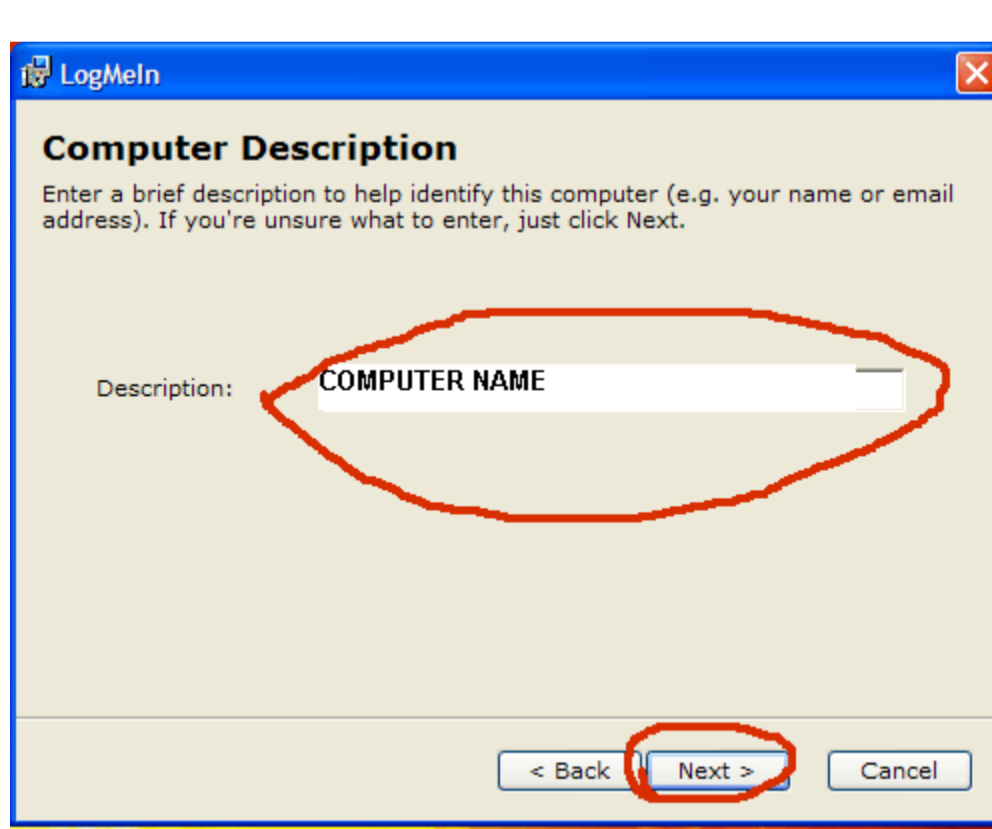 LogMeIn
Computer Description
Enter a brief description to help identify this computer (e.g. your name or email
address). If you're unsure what to enter, just click Next.
Description:
COMPUTER NAME
< Back
Next >
Cancel